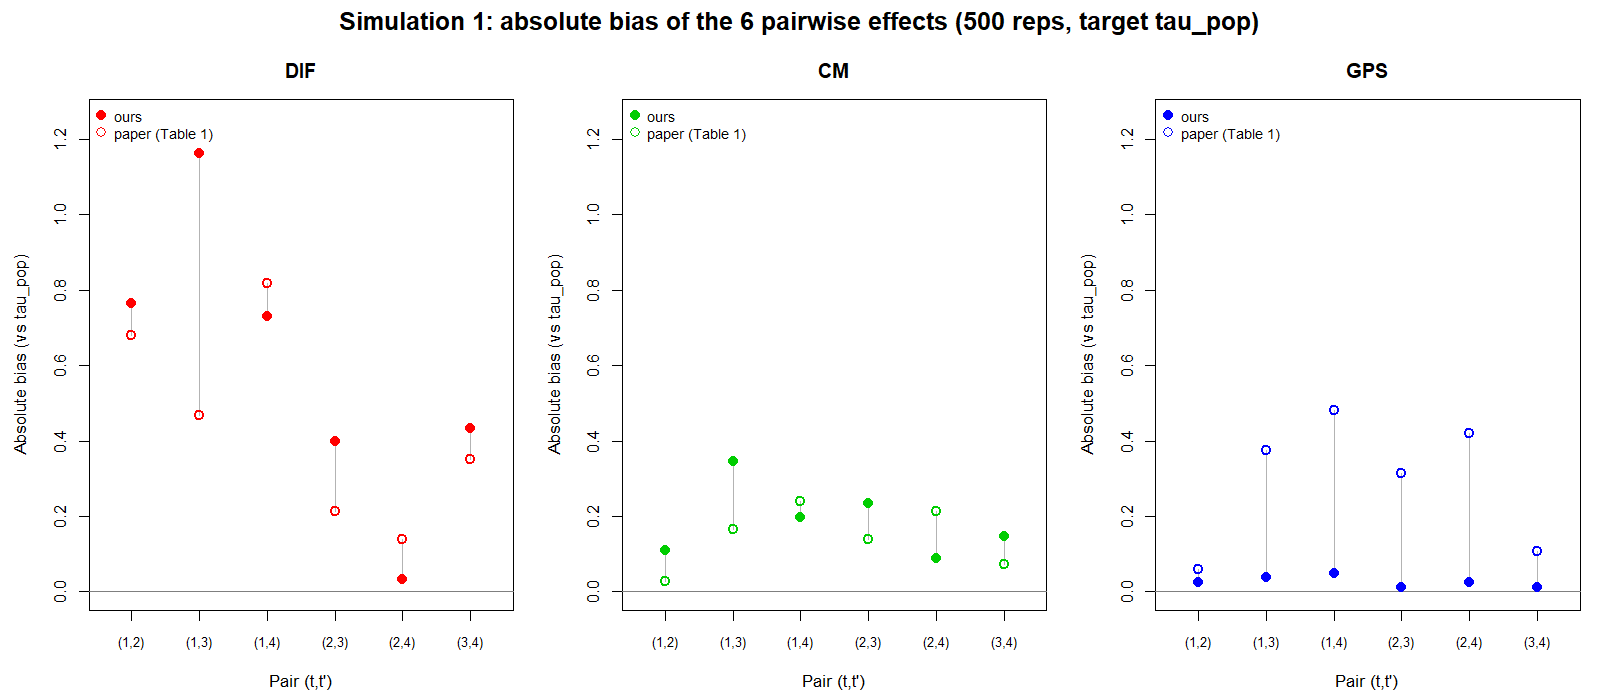 Simulation 1: absolute bias of the 6 pairwise effects (500 reps, target tau_pop)
DIF
ours
paper (Table 1)
1.2
1.0
0.8
0.6
0.4
0.2
0.0
Absolute bias (vs tau_pop)
(1,2) (1,3) (1,4) (2,3) (2,4) (3,4)
Pair (t,t')
CM
ours
paper (Table 1)
1.2
1.0
0.8
0.6
0.4
0.2
0.0
Absolute bias (vs tau_pop)
(1,2) (1,3) (1,4) (2,3) (2,4) (3,4)
Pair (t,t')
GPS
ours
paper (Table 1)
1.2
1.0
0.8
0.6
0.4
0.2
0.0
Absolute bias (vs tau_pop)
(1,2) (1,3) (1,4) (2,3) (2,4) (3,4)
Pair (t,t')